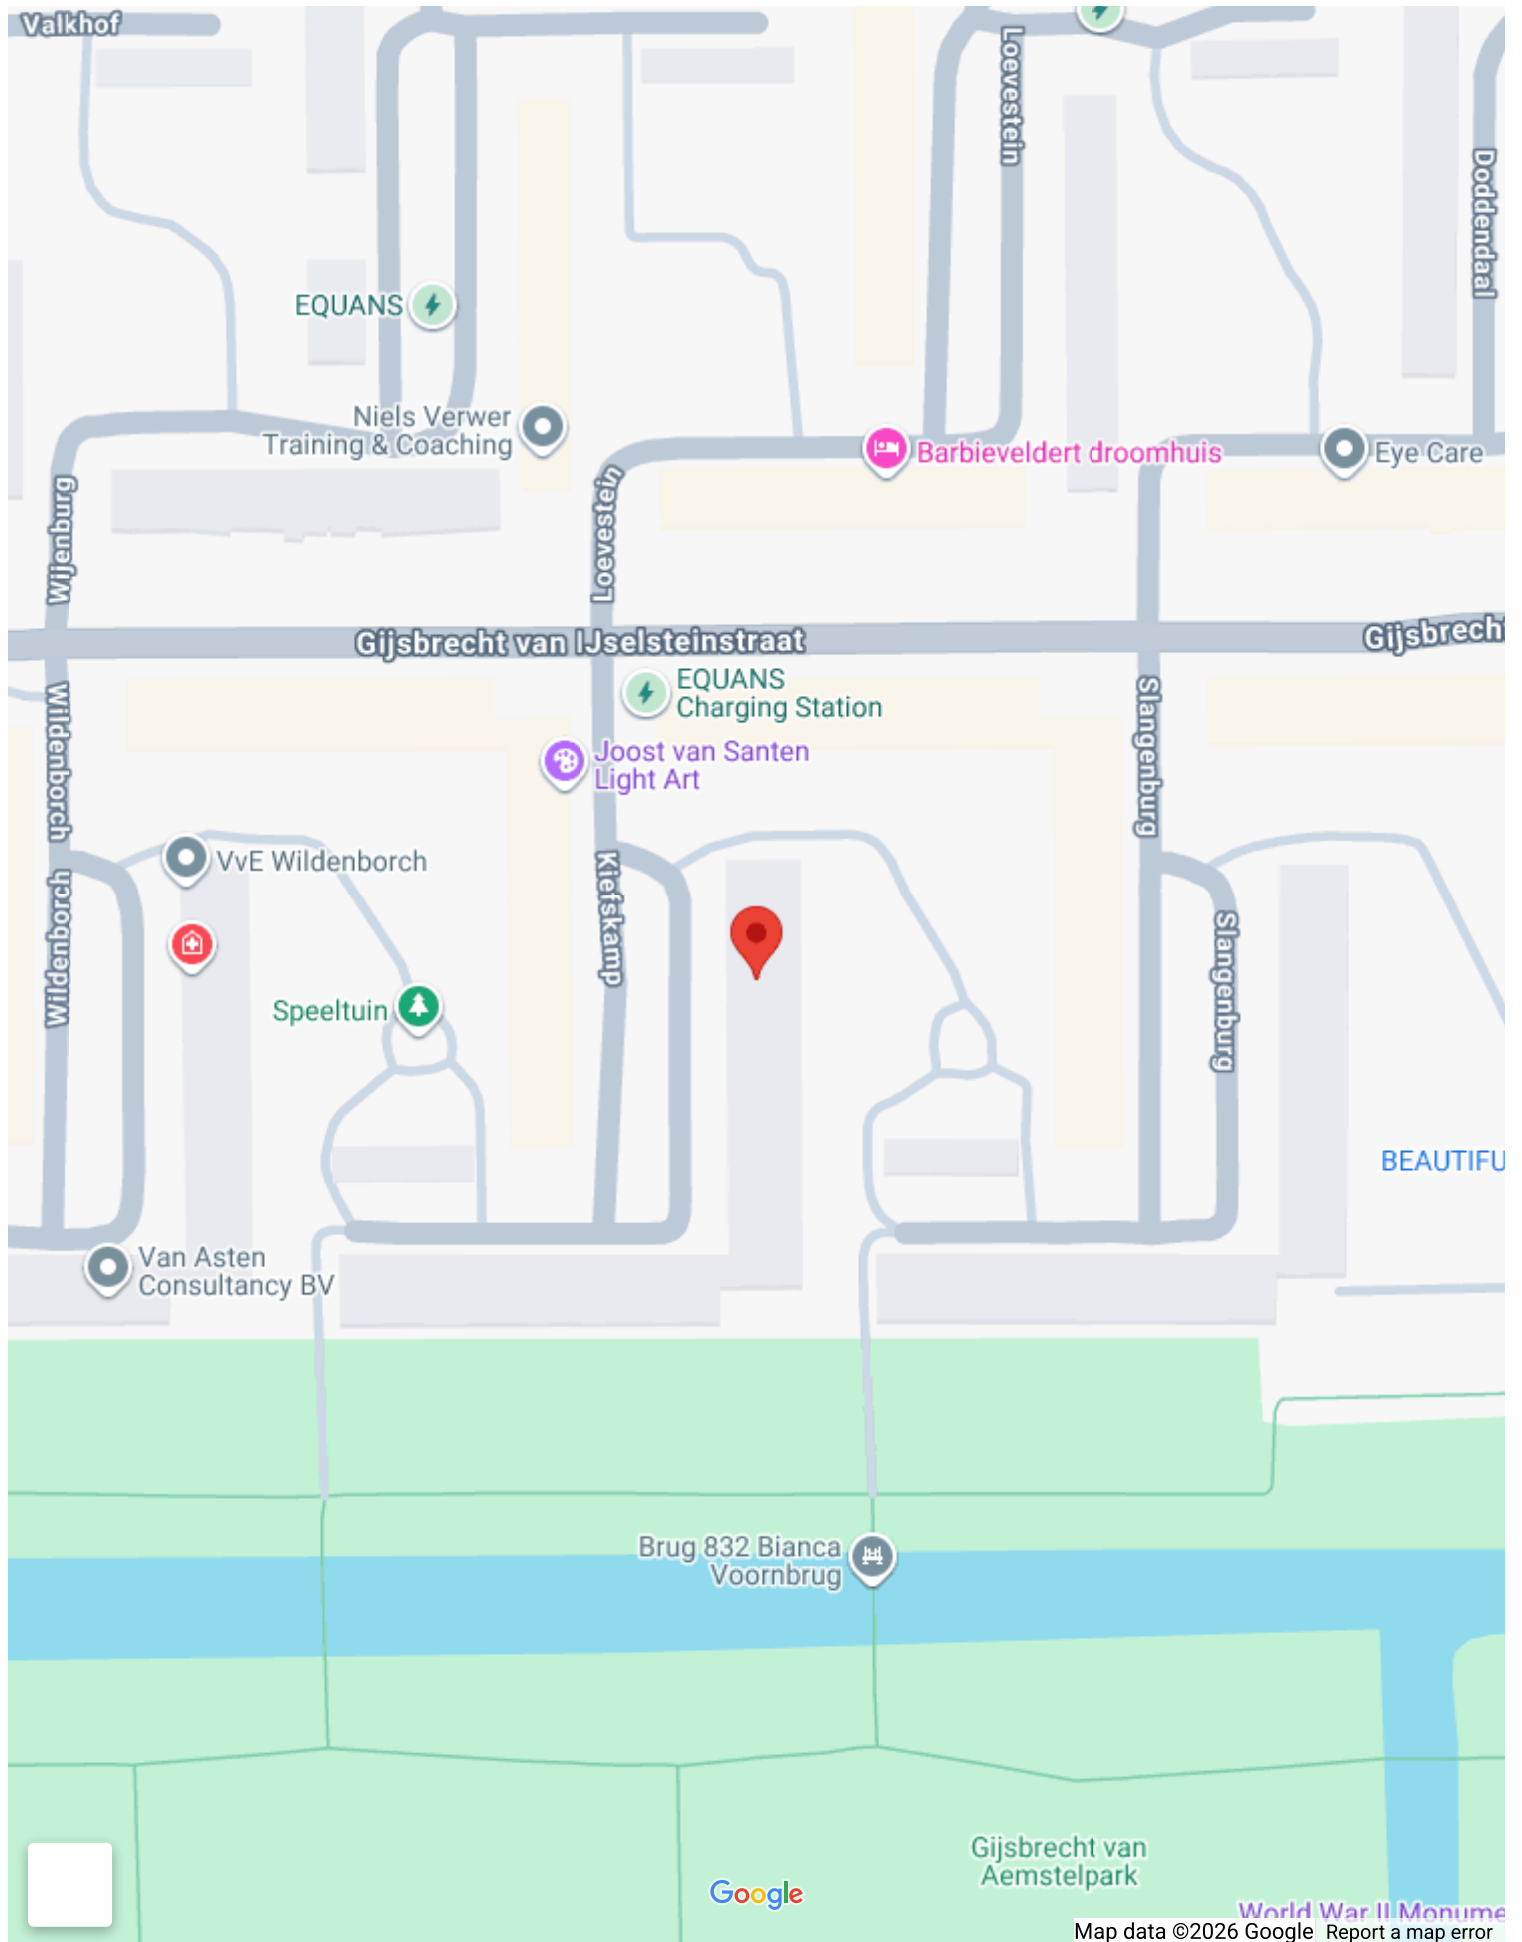 Valkhof
Loevestein
Doddendaal
EQUANS
Niels Verwer
Training & Coaching
Barbieveldert droomhuis
Eye Care
Wijenburg
Loevestein
Gijsbrecht van IJselsteinstraat
Gijsbrecht
EQUANS
Charging Station
Joost van Santen
Light Art
Wildenborch
Slangenburg
VvE Wildenborch
Kiefskamp
Wildenborch
Slangenburg
Speeltuin
BEAUTIFU
Van Asten
Consultancy BV
Brug 832 Bianca
Voornbrug
Gijsbrecht van
Aemstelpark
Google
World War II Monume
Map data ©2026 Google
Report a map error